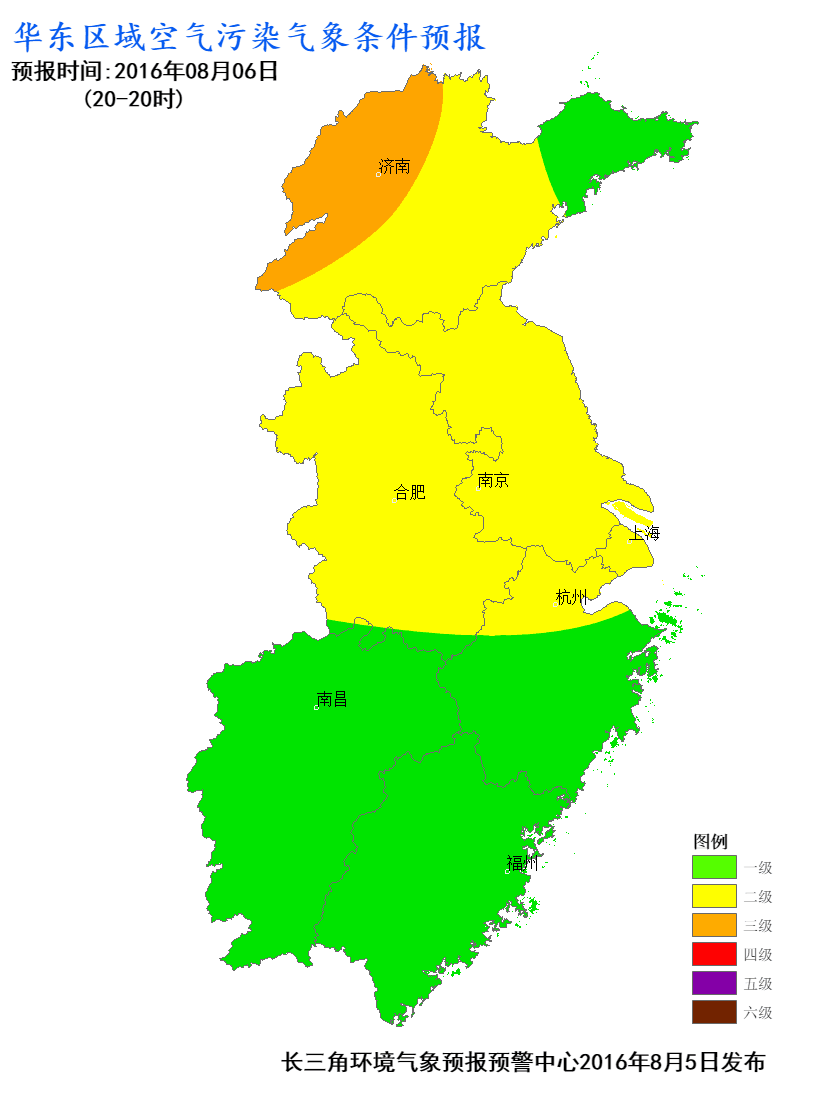 华东区域空气污染气象条件预报
预报时间:2016年08月06日
(20-20时)
济南
合肥
南京
上海
杭州
南昌
福州
图例
一级
二级
三级
四级
五级
六级
长三角环境气象预报预警中心2016年8月5日发布